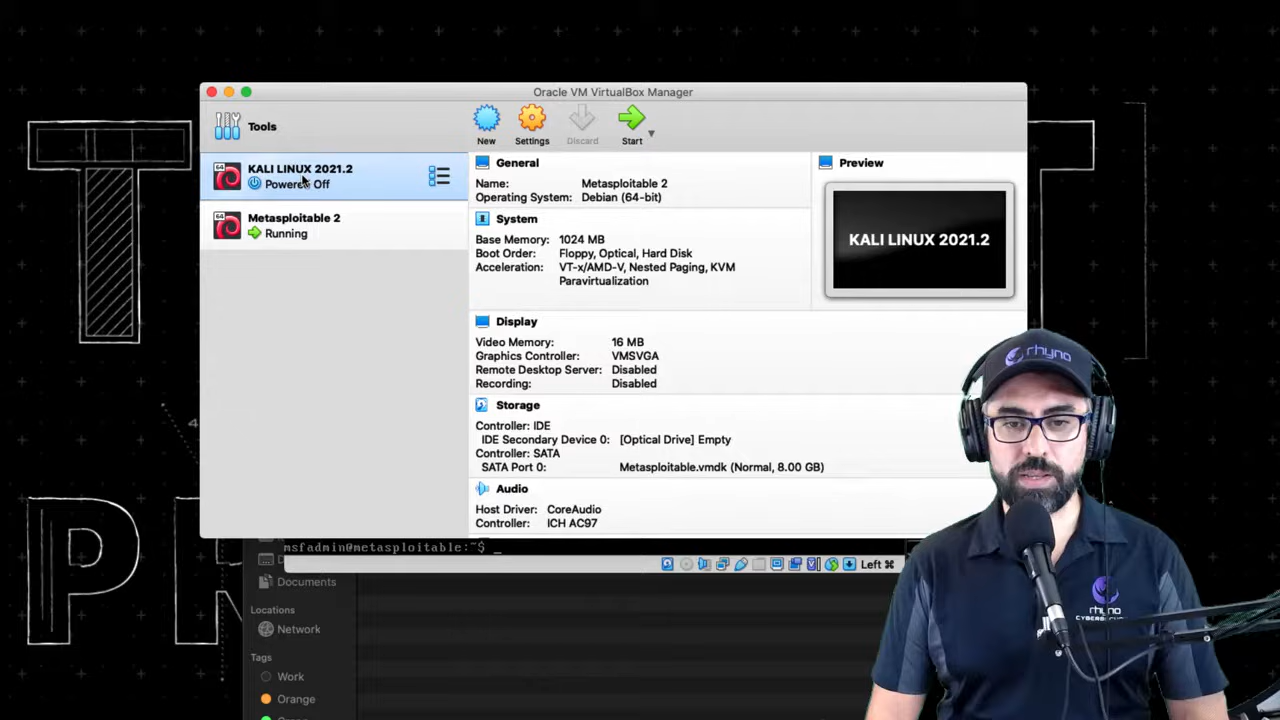 Oracle VM VirtualBox Manager
Tools
New
Settings
Discard
Start
64
KALI LINUX 2021.2
Powered Off
64
Metasploitable 2
Running
General
Name: Metasploitable 2
Operating System: Debian (64-bit)
System
Base Memory: 1024 MB
Boot Order: Floppy, Optical, Hard Disk
Acceleration: VT-x/AMD-V, Nested Paging, KVM
Paravirtualization
Display
Video Memory: 16 MB
Graphics Controller: VMSVGA
Remote Desktop Server: Disabled
Recording: Disabled
Storage
Controller: IDE
IDE Secondary Device 0: [Optical Drive] Empty
Controller: SATA
SATA Port 0: Metasploitable.vmdk (Normal, 8.00 GB)
Audio
Host Driver: CoreAudio
Controller: ICH AC97
Preview
KALI LINUX 2021.2
msfadmin@metasploitable:~$ _
Left ⌘
Documents
Locations
Network
Tags
Work
Orange
rhyno
rhyno